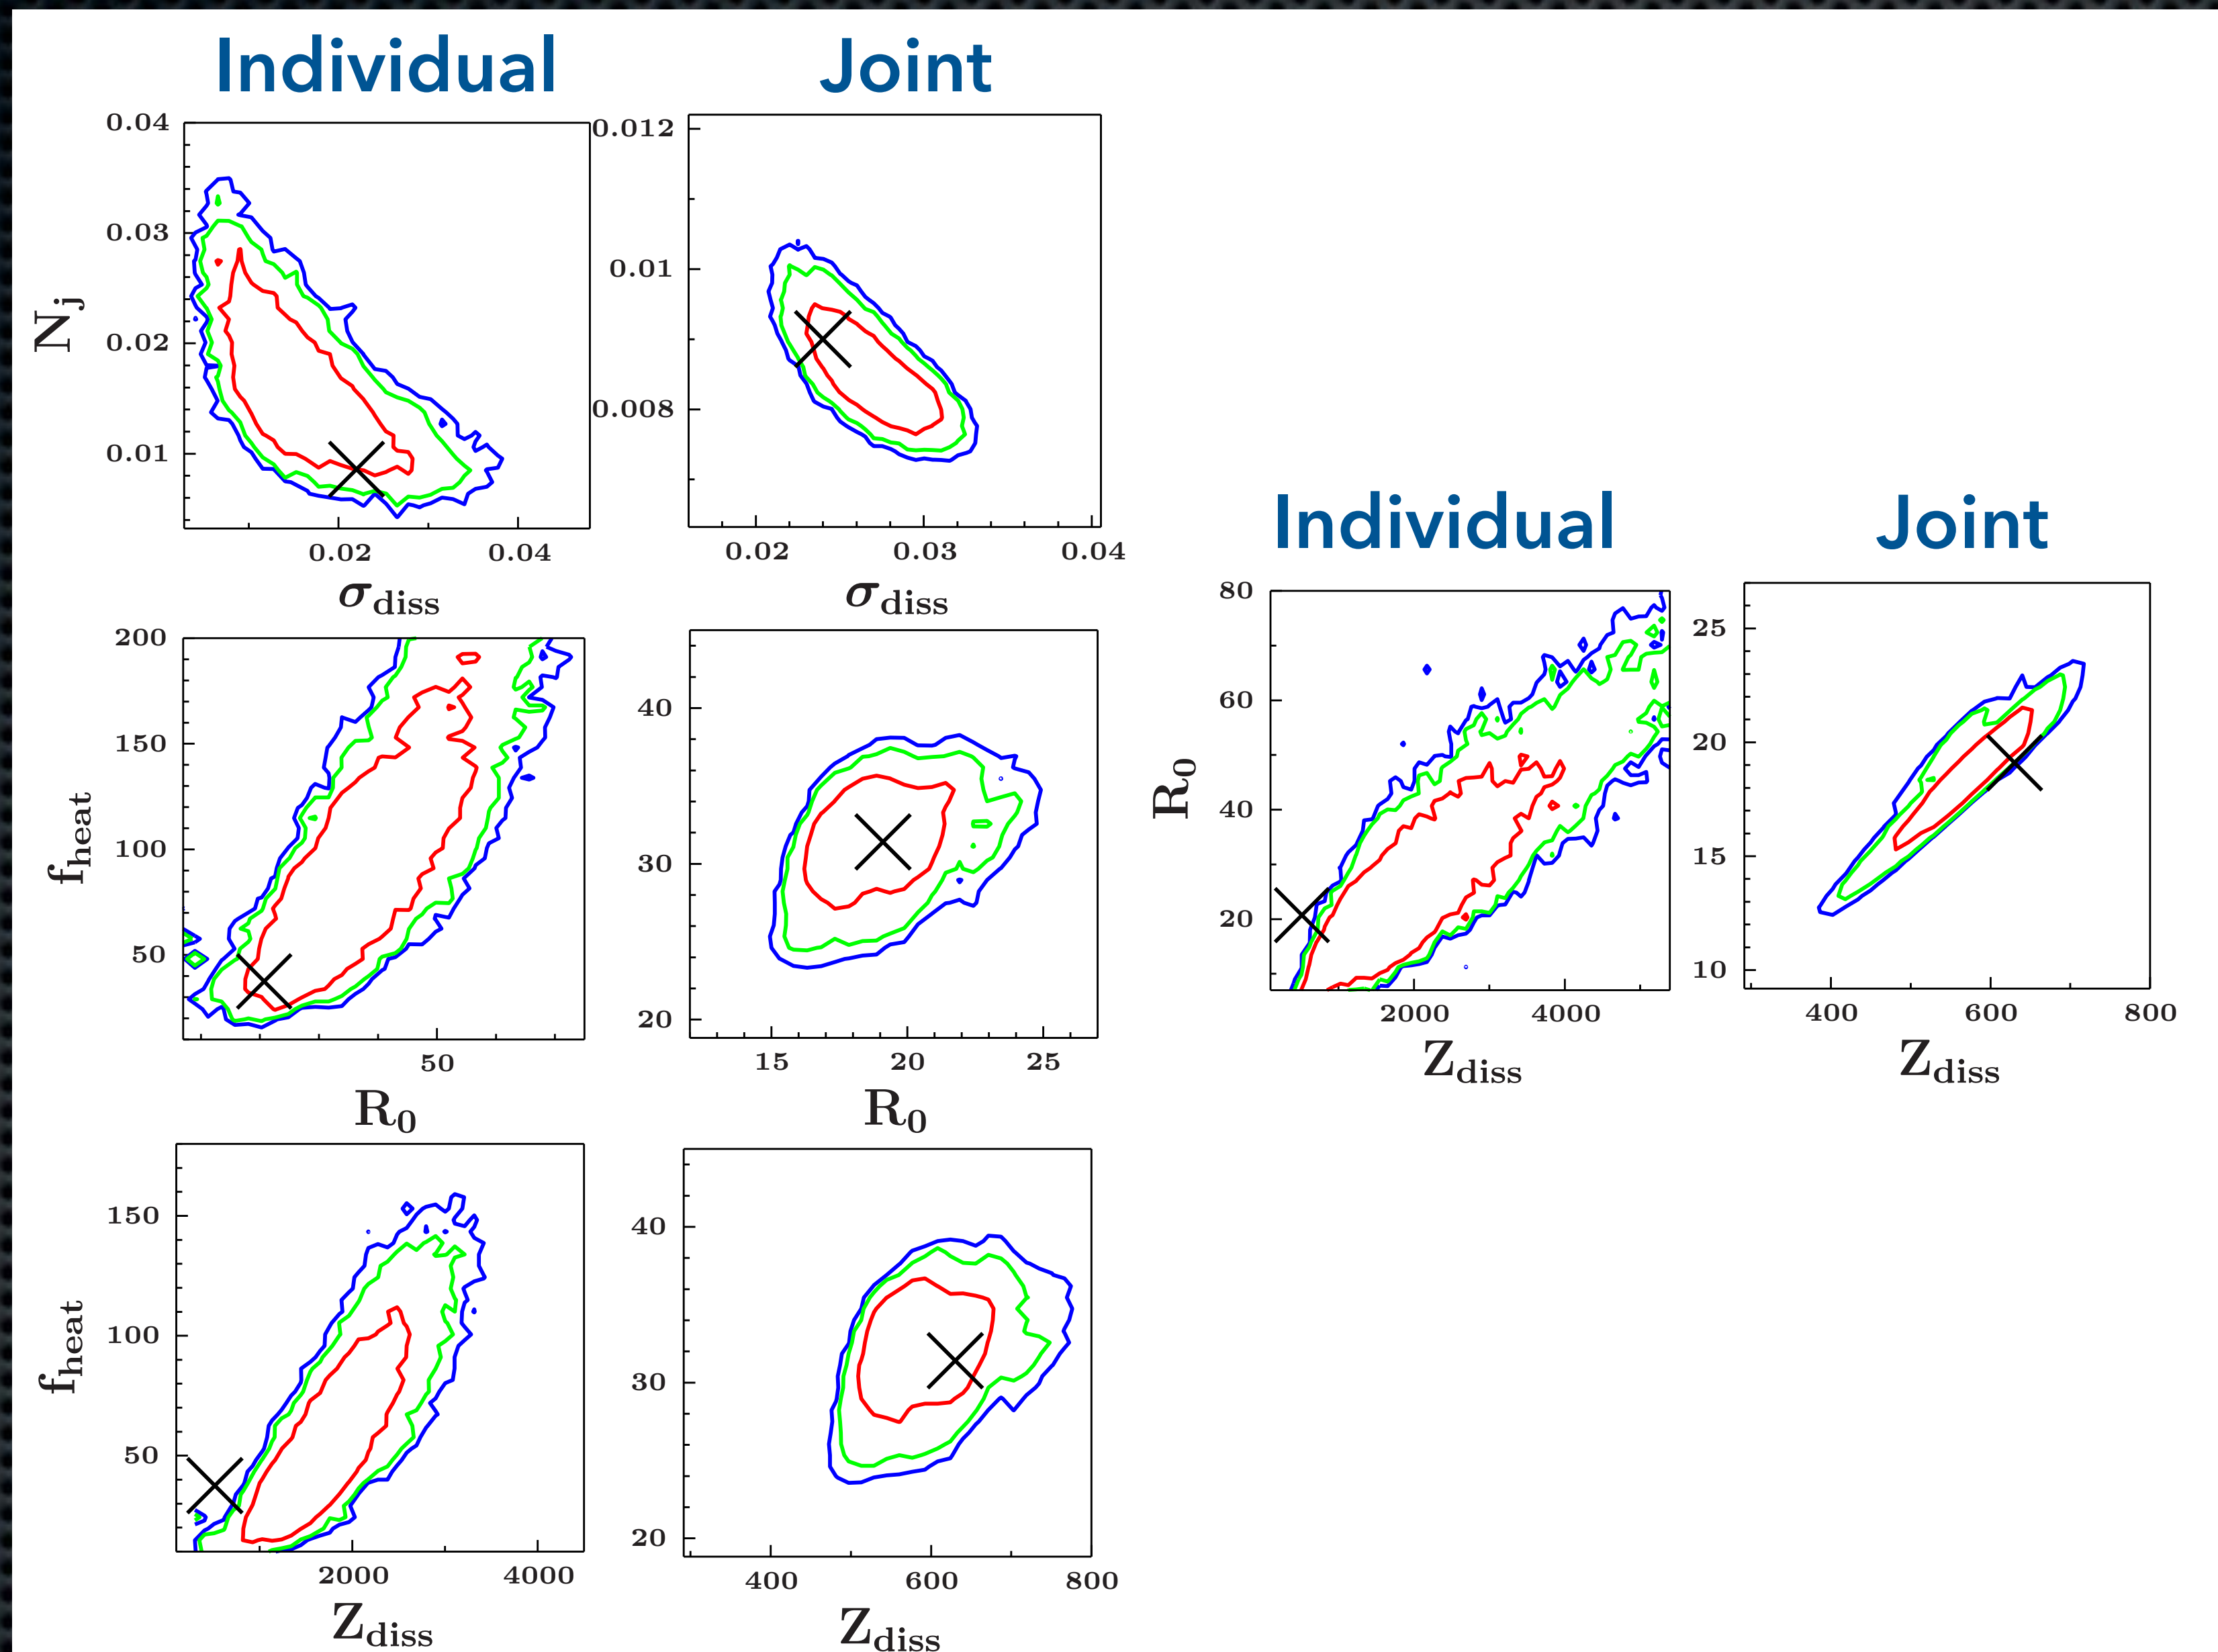 Individual Joint
0.04
0.03
0.02
0.01
N_j
0.02 0.04
σ_diss
0.012
0.01
0.008
0.02 0.03 0.04
σ_diss
200
150
100
50
f_heat
50
R_0
40
30
20
15 20 25
R_0
150
100
50
f_heat
2000 4000
Z_diss
40
30
20
400 600 800
Z_diss
Individual Joint
80
60
40
20
R_0
2000 4000
Z_diss
25
20
15
10
400 600 800
Z_diss